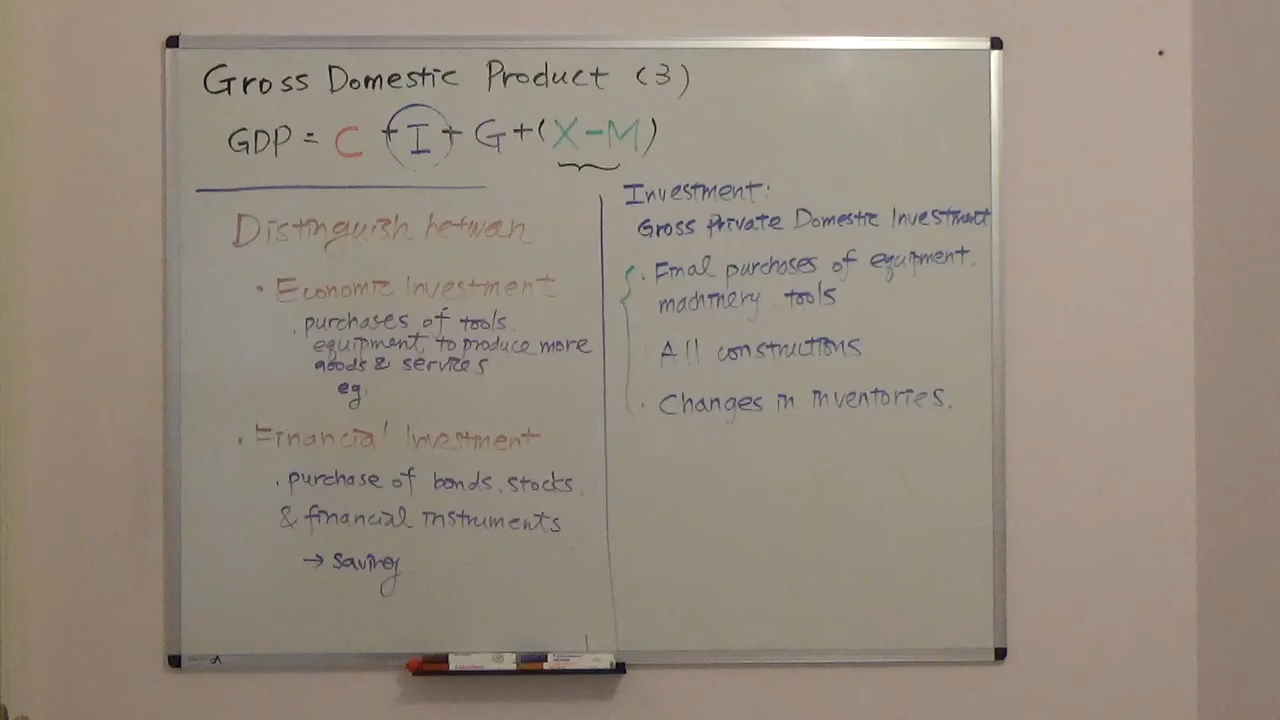 Gross Domestic Product (3)
GDP = C + I + G + (X - M)
Distinguish between
· Economic Investment
. purchases of tools.
equipment to produce more
goods & services
eg.
· Financial Investment
. purchase of bonds, stocks,
& financial instruments
→ saving
Investment:
Gross Private Domestic Investment
· Final purchases of equipment.
machinery tools
All constructions
· Changes in inventories.